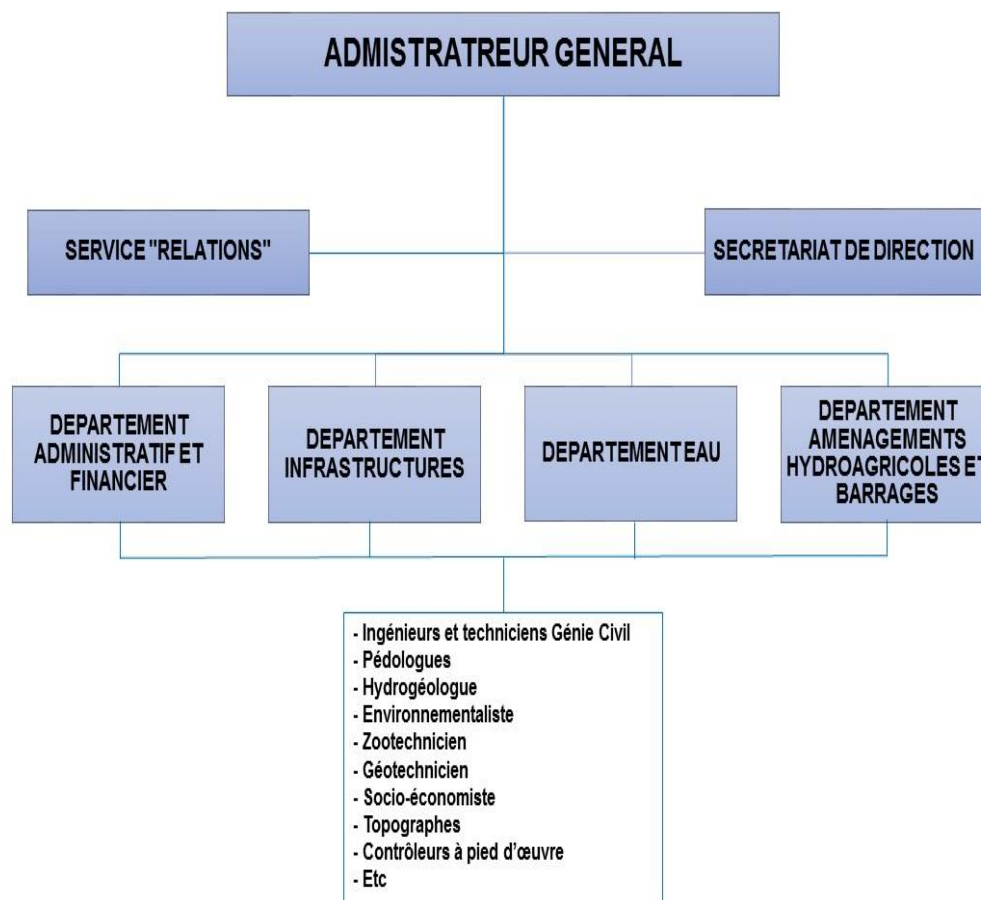 ADMISTRATREUR GENERAL
SERVICE "RELATIONS"
SECRETARIAT DE DIRECTION
DEPARTEMENT
ADMINISTRATIF ET
FINANCIER
DEPARTEMENT
INFRASTRUCTURES
DEPARTEMENT EAU
DEPARTEMENT
AMENAGEMENTS
HYDROAGRICOLES ET
BARRAGES
- Ingénieurs et techniciens Génie Civil
- Pédologues
- Hydrogéologue
- Environnementaliste
- Zootechnicien
- Géotechnicien
- Socio-économiste
- Topographes
- Contrôleurs à pied d'œuvre
- Etc